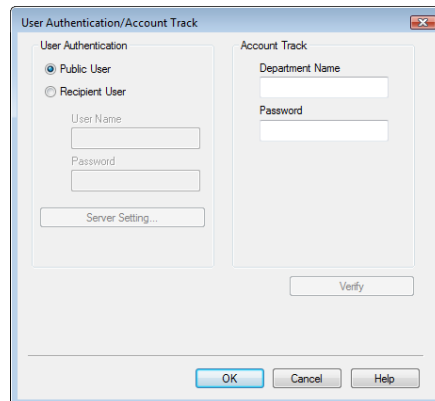 User Authentication/Account Track
User Authentication
Public User
Recipient User
User Name
Password
Server Setting...
Account Track
Department Name
Password
Verify
OK
Cancel
Help